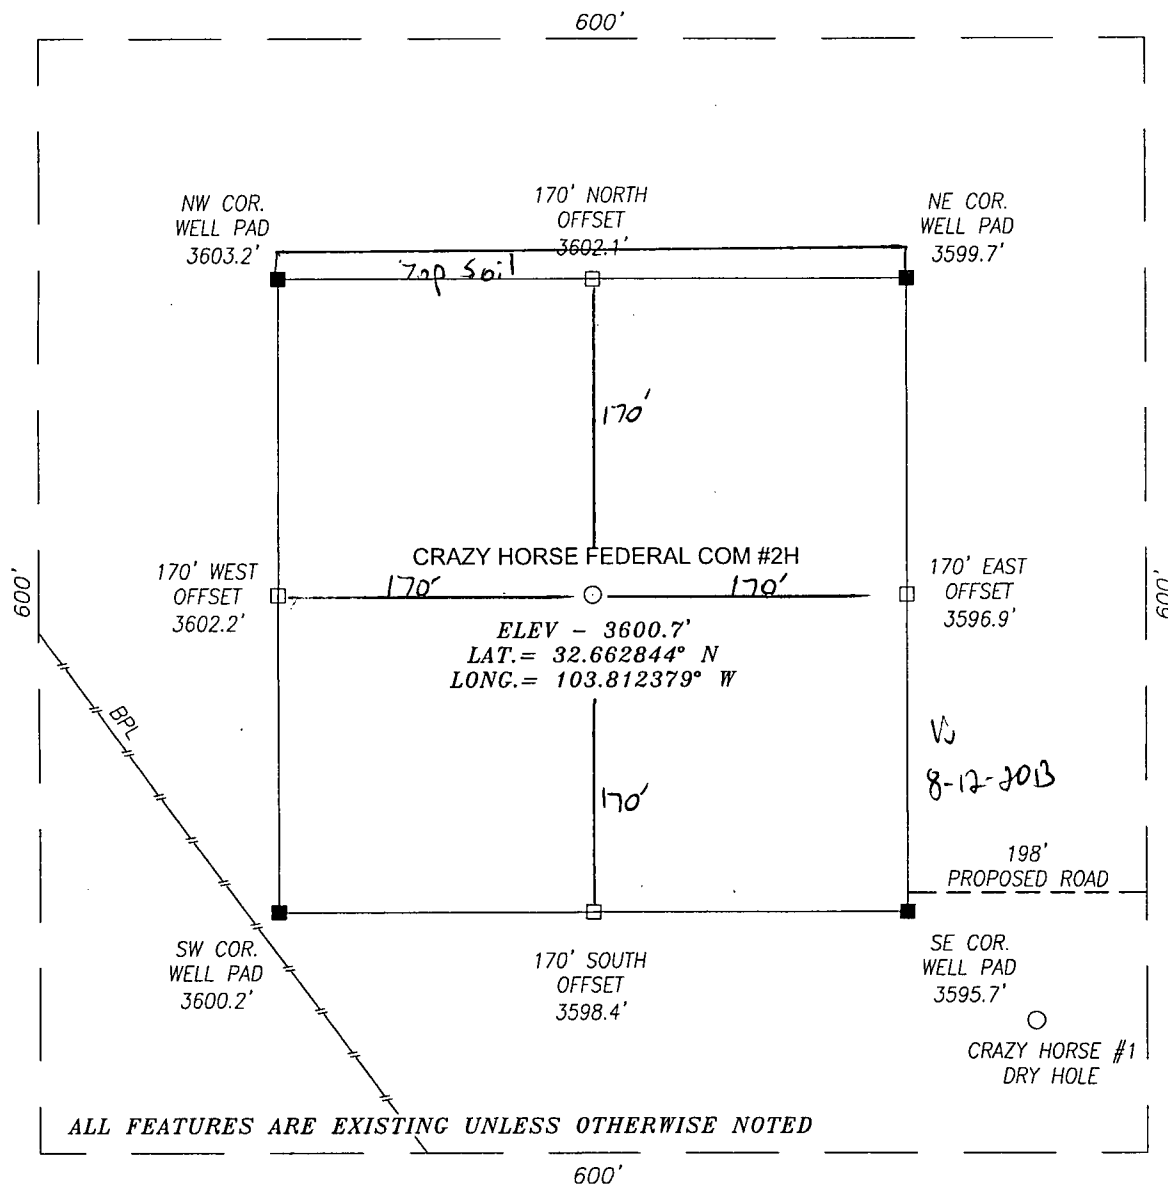 600'
NW COR.
WELL PAD
3603.2'
170' NORTH
OFFSET
3602.1'
NE COR.
WELL PAD
3599.7'
Top Soil
170'
CRAZY HORSE FEDERAL COM #2H
170' WEST
OFFSET
3602.2'
170'
170'
170' EAST
OFFSET
3596.9'
600'
600'
ELEV - 3600.7'
LAT.= 32.662844° N
LONG.= 103.812379° W
BPL
8-12-2013
170'
198'
PROPOSED ROAD
SW COR.
WELL PAD
3600.2'
170' SOUTH
OFFSET
3598.4'
SE COR.
WELL PAD
3595.7'
CRAZY HORSE #1
DRY HOLE
ALL FEATURES ARE EXISTING UNLESS OTHERWISE NOTED
600'